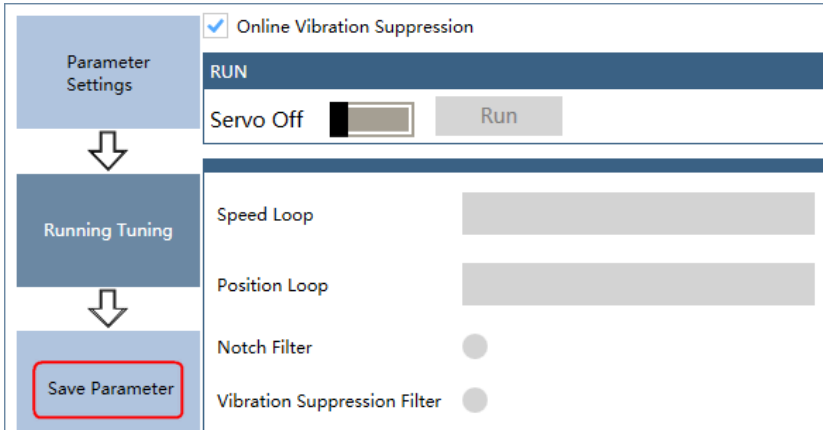 Parameter
Settings
Running Tuning
Save Parameter
Online Vibration Suppression
RUN
Servo Off
Run
Speed Loop
Position Loop
Notch Filter
Vibration Suppression Filter